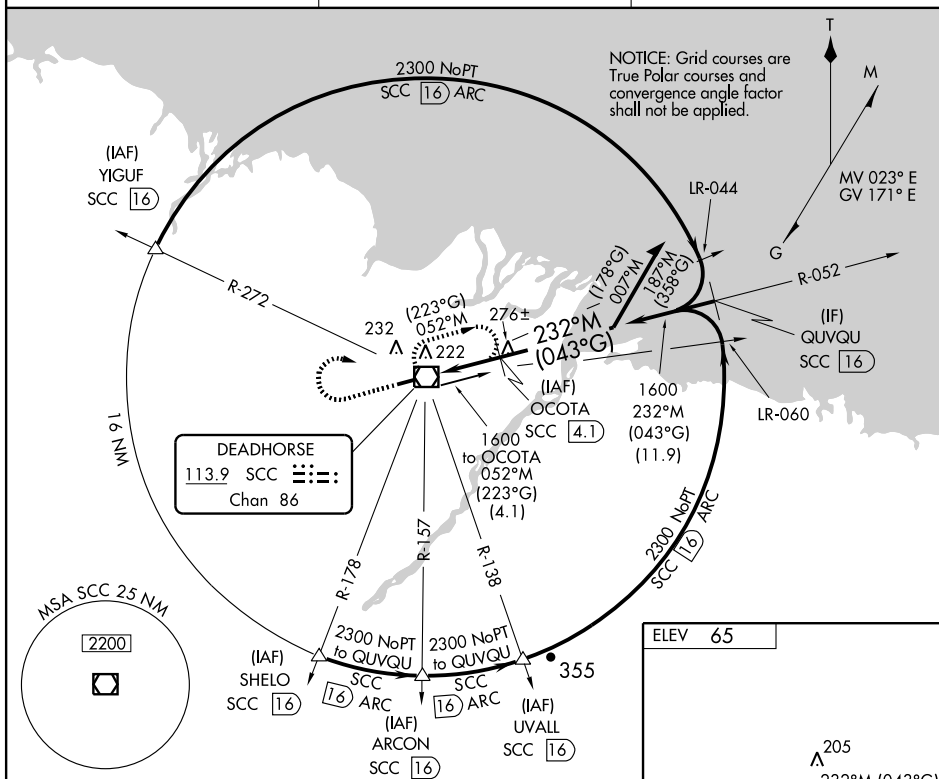 2300 NoPT
SCC 16 ARC
NOTICE: Grid courses are
True Polar courses and
convergence angle factor
shall not be applied.
T
M
MV 023° E
GV 171° E
G
(IAF)
YIGUF
SCC 16
LR-044
R-272
(178°G)
007°M
187°M
(358°G)
R-052
(IF)
QUVQU
SCC 16
(223°G)
052°M
276±
232
222
232°M
(043°G)
(IAF)
OCOTA
SCC 4.1
1600
232°M
(043°G)
(11.9)
LR-060
16 NM
DEADHORSE
113.9 SCC
Chan 86
1600
to OCOTA
052°M
(223°G)
(4.1)
R-178
R-157
R-138
2300 NoPT
SCC 16 ARC
MSA SCC 25 NM
2200
2300 NoPT
to QUVQU
SCC
16 ARC
2300 NoPT
to QUVQU
SCC
16 ARC
355
(IAF)
SHELO
SCC 16
(IAF)
ARCON
SCC 16
(IAF)
UVALL
SCC 16
ELEV 65
205
232°M (043°G)